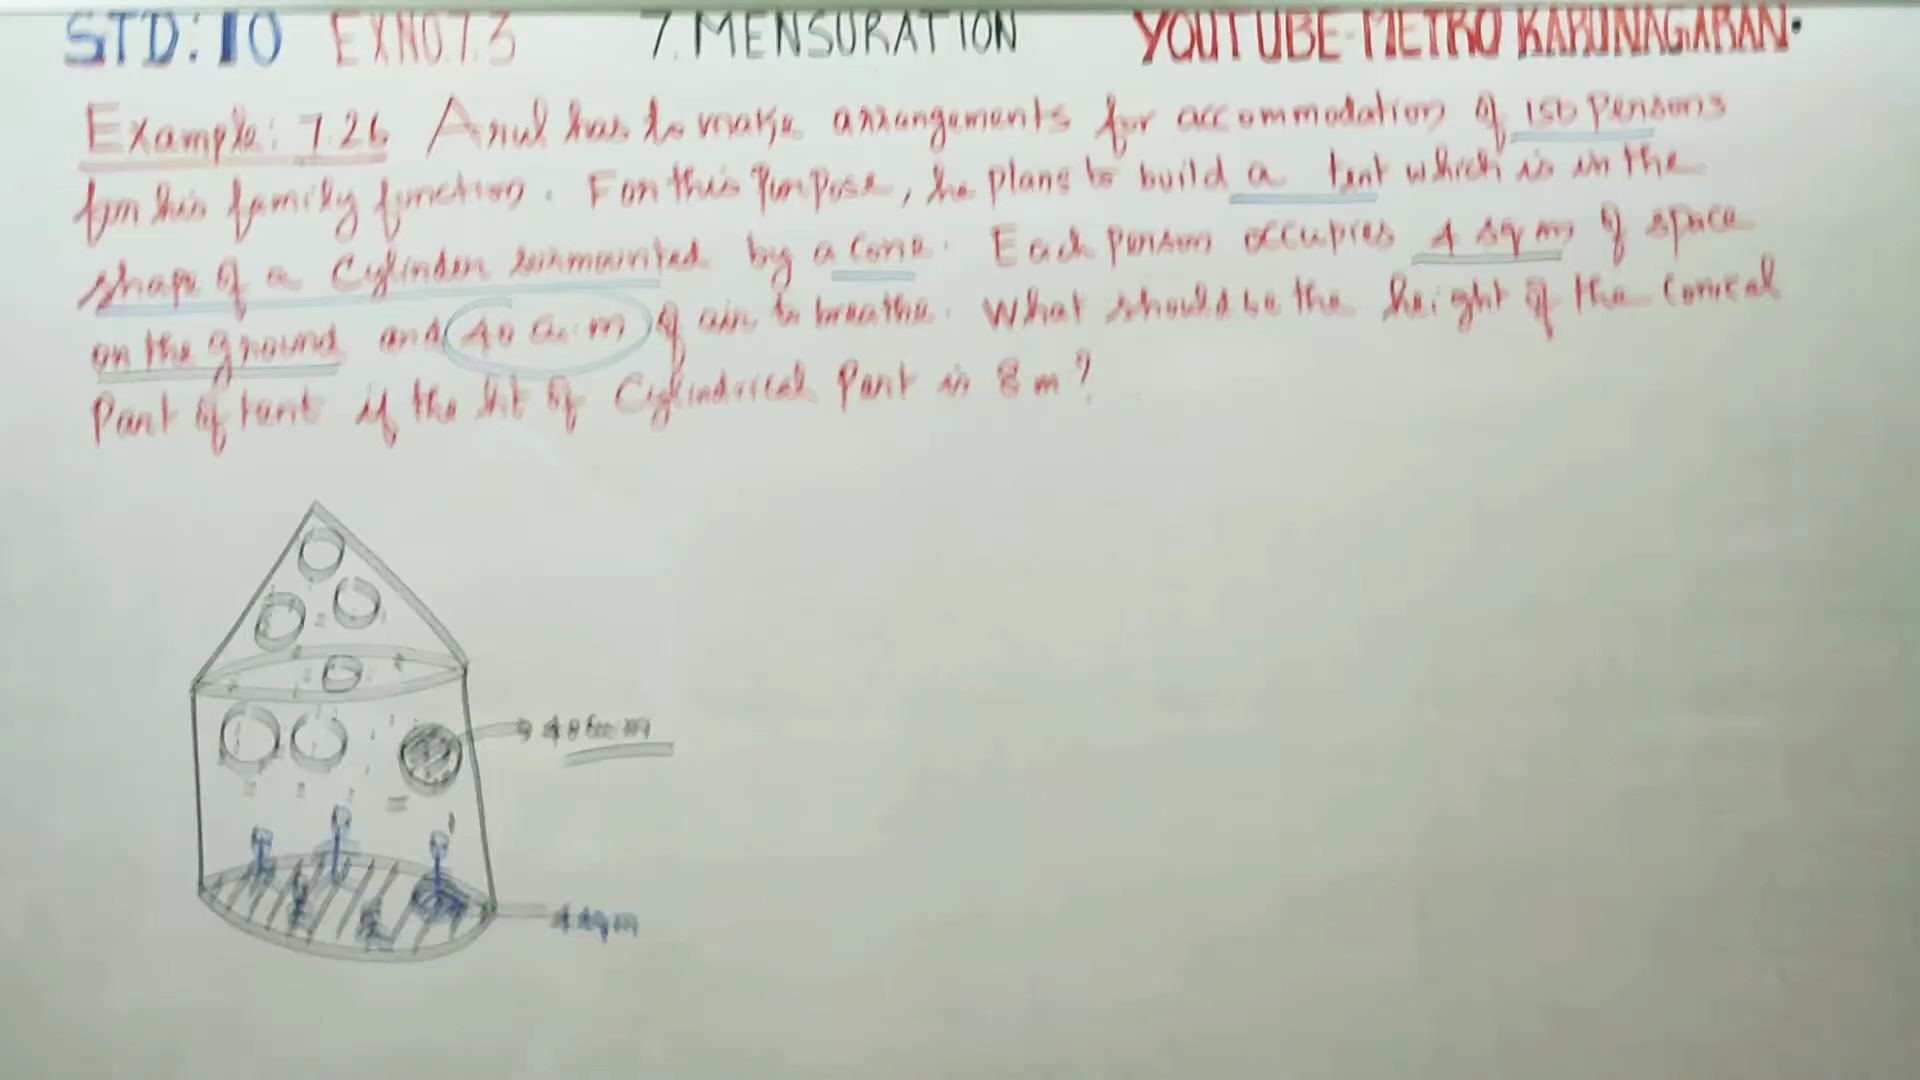 STD: 10 EX NO 7.3 7. MENSURATION YOUTUBE-METRO KARUNAGARAN.
Example: 7.26 Arul has to make arrangements for accommodation of 150 persons
for his family function. For this purpose, he plans to build a tent which is in the
shape of a Cylinder surmounted by a cone. Each person occupies 4 sq m of space
on the ground and 40 cu.m of air to breathe. What should be the height of the conical
Part of tent if the ht of Cylindrical Part is 8 m?
40 cu.m
4 sq m